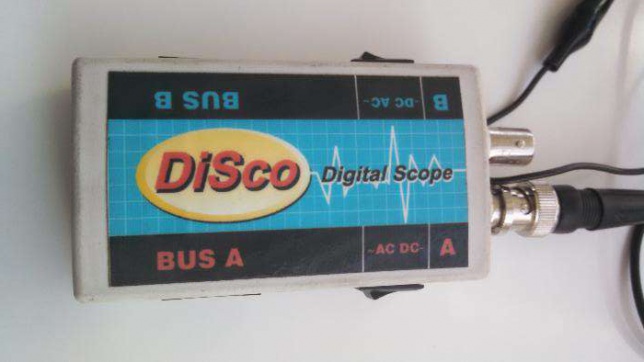 BUS B ~DC AC~ B
DiSco Digital Scope
BUS A ~AC DC- A